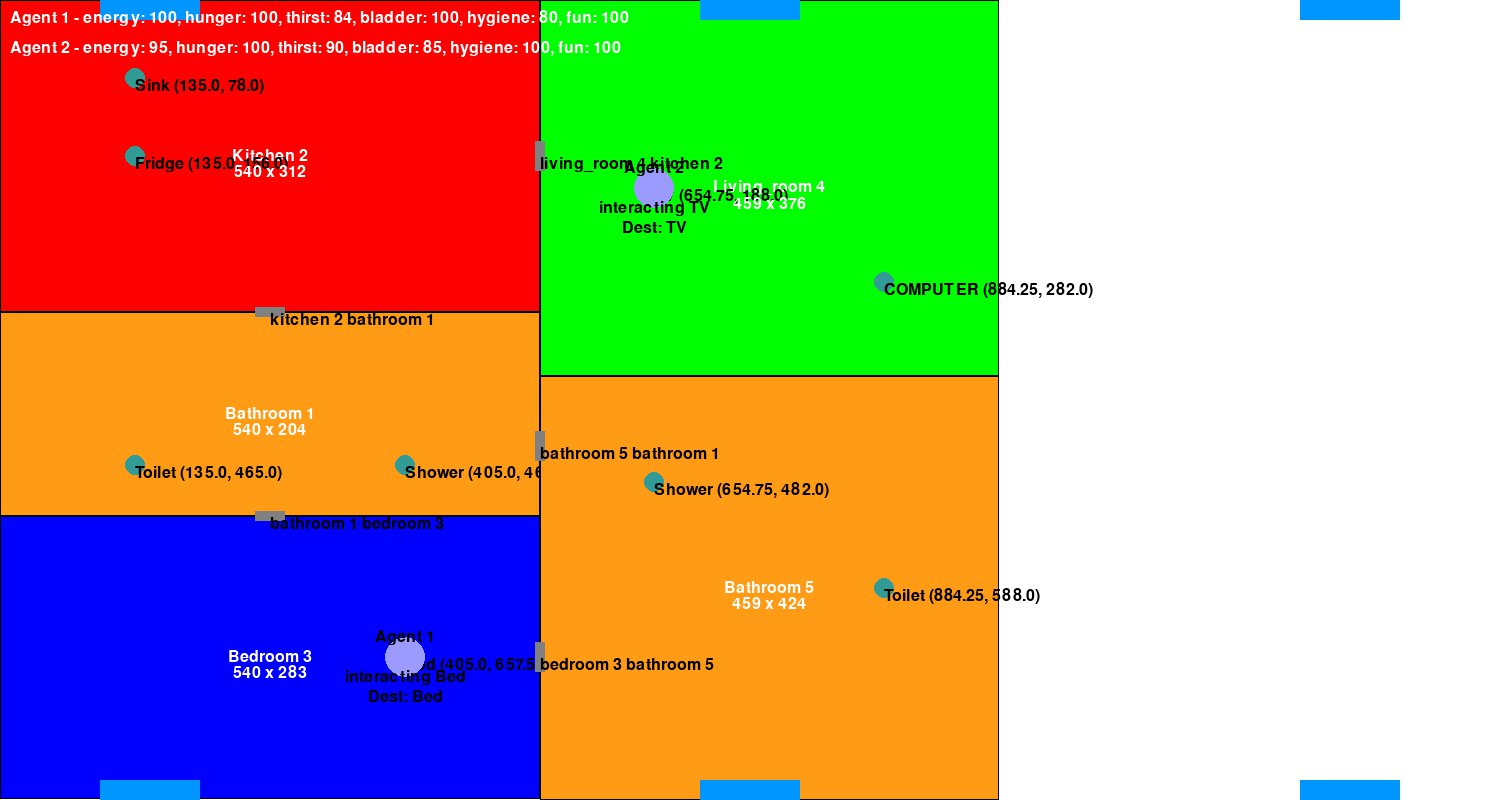 Agent 1 - energy: 100, hunger: 100, thirst: 84, bladder: 100, hygiene: 80, fun: 100
Agent 2 - energy: 95, hunger: 100, thirst: 90, bladder: 85, hygiene: 100, fun: 100
Sink (135.0, 78.0)
Fridge (135.0, 156.0)
Kitchen 2
540 x 312
living_room 4 kitchen 2
Agent 2
(654.75, 188.0)
Living_room 4
459 x 376
interacting TV
Dest: TV
COMPUTER (884.25, 282.0)
kitchen 2 bathroom 1
Bathroom 1
540 x 204
bathroom 5 bathroom 1
Toilet (135.0, 465.0)
Shower (405.0, 46
Shower (654.75, 482.0)
bathroom 1 bedroom 3
Bathroom 5
459 x 424
Toilet (884.25, 588.0)
Agent 1
Bedroom 3
540 x 283
d (405.0, 657.5
bedroom 3 bathroom 5
interacting Bed
Dest: Bed